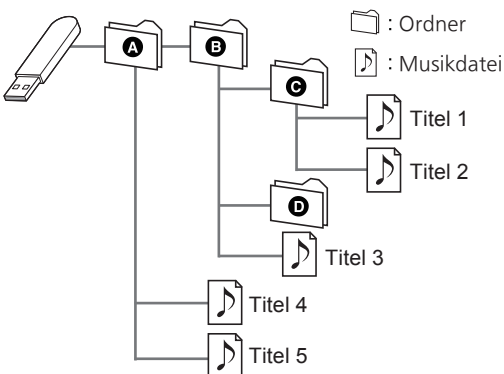 A
B
: Ordner
: Musikdatei
C
Titel 1
Titel 2
D
Titel 3
Titel 4
Titel 5